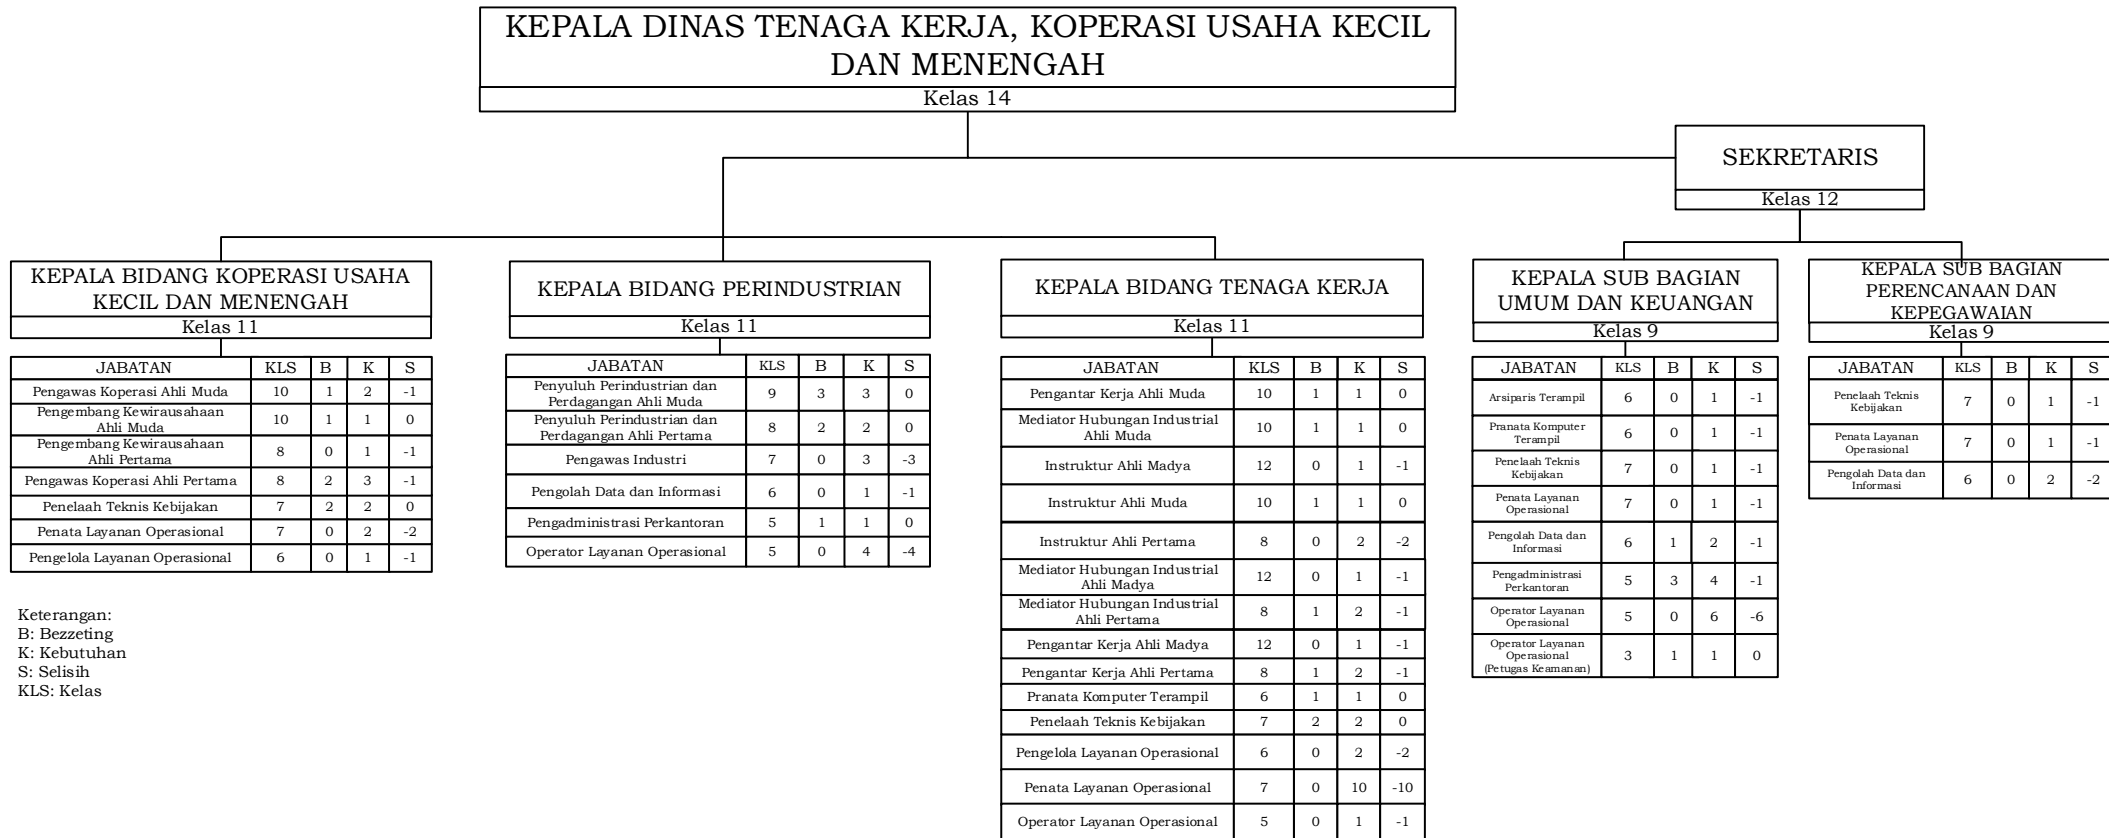 KEPALA DINAS TENAGA KERJA, KOPERASI USAHA KECIL
DAN MENENGAH
Kelas 14
SEKRETARIS
Kelas 12
KEPALA BIDANG KOPERASI USAHA
KECIL DAN MENENGAH
Kelas 11
JABATAN KLS B K S
Pengawas Koperasi Ahli Muda 10 1 2 -1
Pengembang Kewirausahaan
Ahli Muda 10 1 1 0
Pengembang Kewirausahaan
Ahli Pertama 8 0 1 -1
Pengawas Koperasi Ahli Pertama 8 2 3 -1
Penelaah Teknis Kebijakan 7 2 2 0
Penata Layanan Operasional 7 0 2 -2
Pengelola Layanan Operasional 6 0 1 -1
Keterangan:
B: Bezzeting
K: Kebutuhan
S: Selisih
KLS: Kelas
KEPALA BIDANG PERINDUSTRIAN
Kelas 11
JABATAN KLS B K S
Penyuluh Perindustrian dan
Perdagangan Ahli Muda 9 3 3 0
Penyuluh Perindustrian dan
Perdagangan Ahli Pertama 8 2 2 0
Pengawas Industri 7 0 3 -3
Pengolah Data dan Informasi 6 0 1 -1
Pengadministrasi Perkantoran 5 1 1 0
Operator Layanan Operasional 5 0 4 -4
KEPALA BIDANG TENAGA KERJA
Kelas 11
JABATAN KLS B K S
Pengantar Kerja Ahli Muda 10 1 1 0
Mediator Hubungan Industrial
Ahli Muda 10 1 1 0
Instruktur Ahli Madya 12 0 1 -1
Instruktur Ahli Muda 10 1 1 0
Instruktur Ahli Pertama 8 0 2 -2
Mediator Hubungan Industrial
Ahli Madya 12 0 1 -1
Mediator Hubungan Industrial
Ahli Pertama 8 1 2 -1
Pengantar Kerja Ahli Madya 12 0 1 -1
Pengantar Kerja Ahli Pertama 8 1 2 -1
Pranata Komputer Terampil 6 1 1 0
Penelaah Teknis Kebijakan 7 2 2 0
Pengelola Layanan Operasional 6 0 2 -2
Penata Layanan Operasional 7 0 10 -10
Operator Layanan Operasional 5 0 1 -1
KEPALA SUB BAGIAN
UMUM DAN KEUANGAN
Kelas 9
JABATAN KLS B K S
Arsiparis Terampil 6 0 1 -1
Pranata Komputer
Terampil 6 0 1 -1
Penelaah Teknis
Kebijakan 7 0 1 -1
Penata Layanan
Operasional 7 0 1 -1
Pengolah Data dan
Informasi 6 1 2 -1
Pengadministrasi
Perkantoran 5 3 4 -1
Operator Layanan
Operasional 5 0 6 -6
Operator Layanan
Operasional
(Petugas Keamanan) 3 1 1 0
KEPALA SUB BAGIAN
PERENCANAAN DAN
KEPEGAWAIAN
Kelas 9
JABATAN KLS B K S
Penelaah Teknis
Kebijakan 7 0 1 -1
Penata Layanan
Operasional 7 0 1 -1
Pengolah Data dan
Informasi 6 0 2 -2